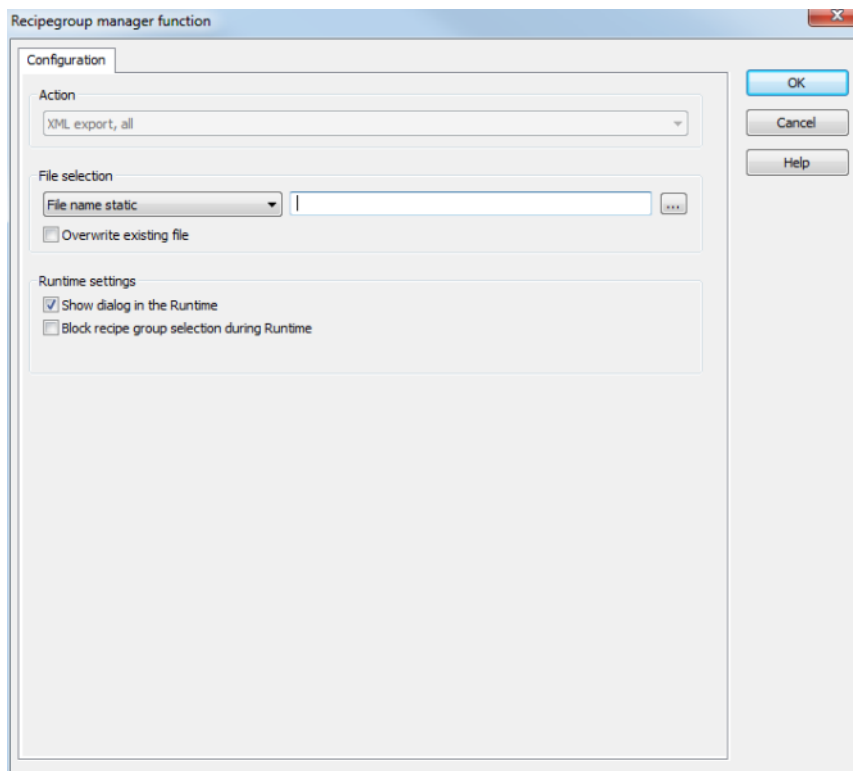 Recipegroup manager function
Configuration
OK
Action
XML export, all
Cancel
Help
File selection
File name static
...
Overwrite existing file
Runtime settings
Show dialog in the Runtime
Block recipe group selection during Runtime